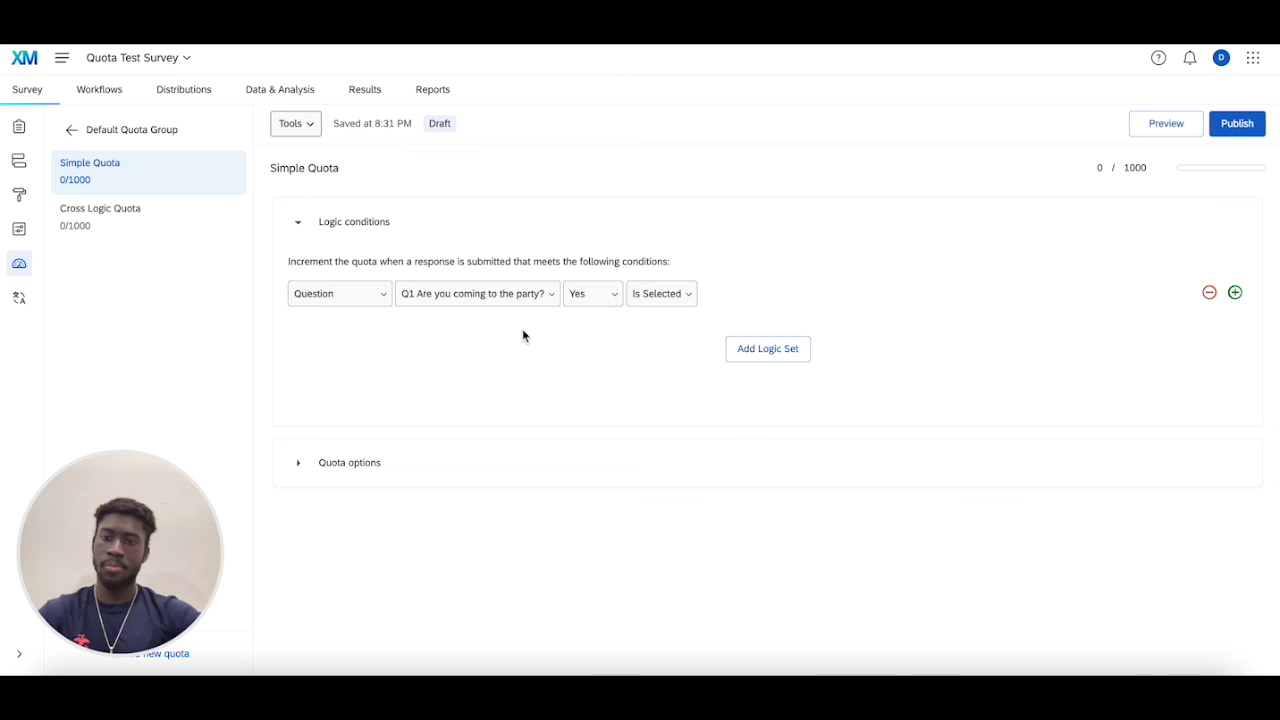 XM Quota Test Survey D
Survey Workflows Distributions Data & Analysis Results Reports
Default Quota Group
Tools Saved at 8:31 PM Draft Preview Publish
Simple Quota
0/1000
Cross Logic Quota
0/1000
Simple Quota 0 / 1000
Logic conditions
Increment the quota when a response is submitted that meets the following conditions:
Question Q1 Are you coming to the party? Yes Is Selected
Add Logic Set
Quota options
new quota